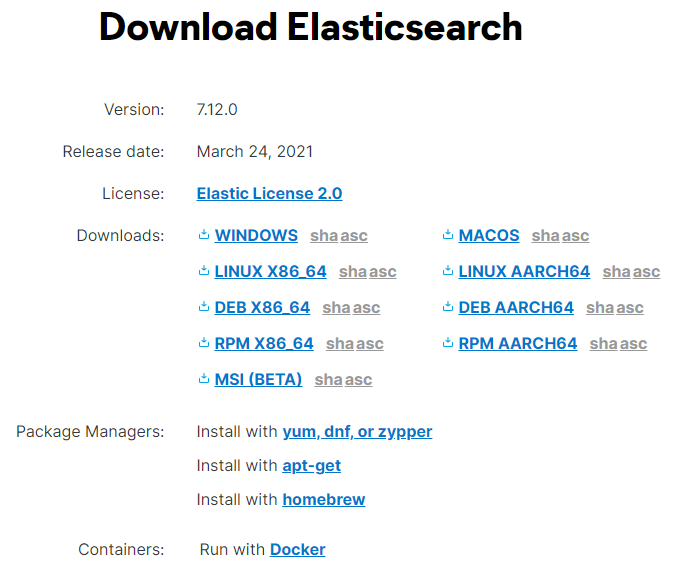 Download Elasticsearch
Version: 7.12.0
Release date: March 24, 2021
License: Elastic License 2.0
Downloads: WINDOWS sha asc MACOS sha asc
LINUX X86_64 sha asc LINUX AARCH64 sha asc
DEB X86_64 sha asc DEB AARCH64 sha asc
RPM X86_64 sha asc RPM AARCH64 sha asc
MSI (BETA) sha asc
Package Managers: Install with yum, dnf, or zypper
Install with apt-get
Install with homebrew
Containers: Run with Docker